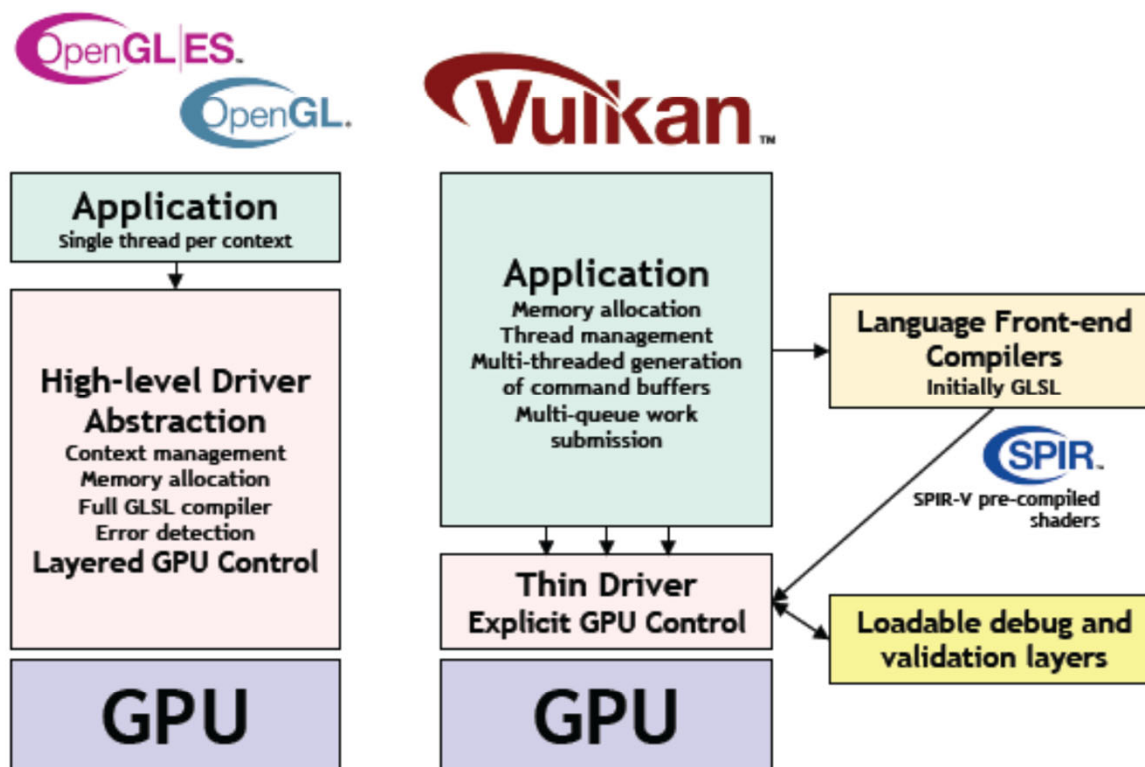 OpenGL|ES™
OpenGL®
Vulkan™
Application
Single thread per context
High-level Driver
Abstraction
Context management
Memory allocation
Full GLSL compiler
Error detection
Layered GPU Control
GPU
Application
Memory allocation
Thread management
Multi-threaded generation
of command buffers
Multi-queue work
submission
Thin Driver
Explicit GPU Control
GPU
Language Front-end
Compilers
Initially GLSL
SPIR™
SPIR-V pre-compiled
shaders
Loadable debug and
validation layers